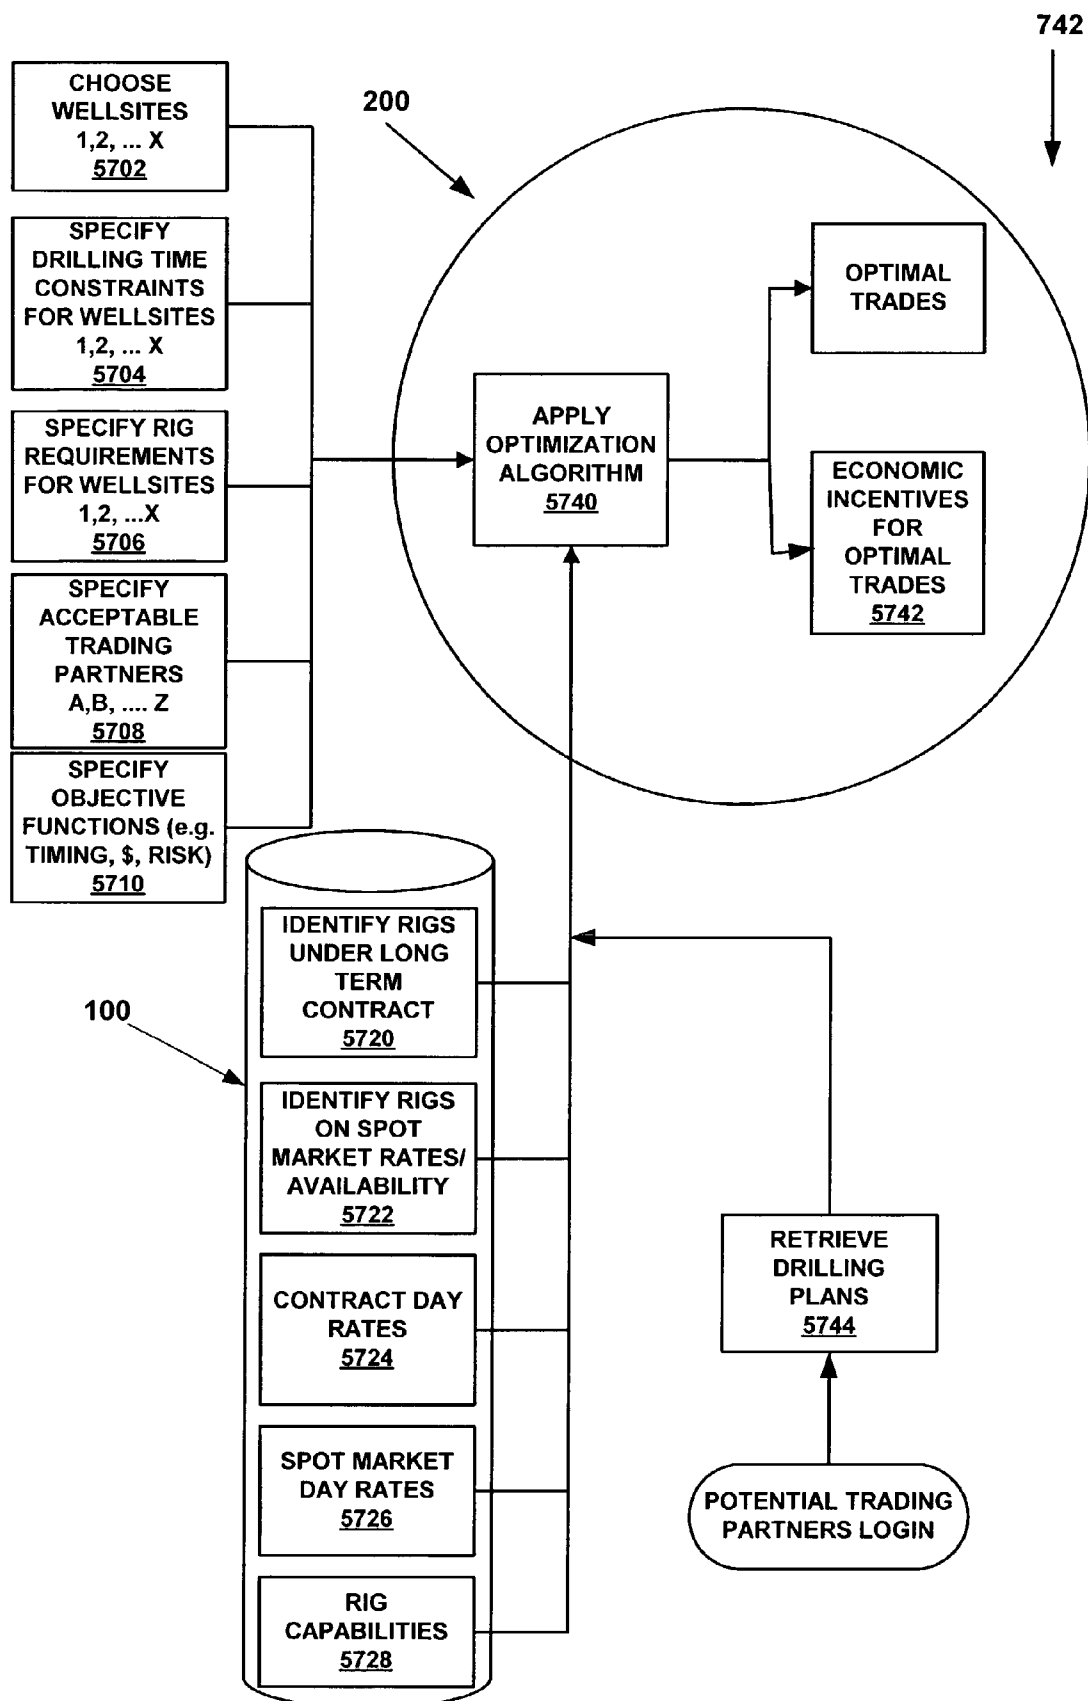 742
CHOOSE
WELLSITES
1,2, ... X
5702
200
SPECIFY
DRILLING TIME
CONSTRAINTS
FOR WELLSITES
1,2, ... X
5704
OPTIMAL
TRADES
SPECIFY RIG
REQUIREMENTS
FOR WELLSITES
1,2, ...X
5706
APPLY
OPTIMIZATION
ALGORITHM
5740
ECONOMIC
INCENTIVES
FOR
OPTIMAL
TRADES
5742
SPECIFY
ACCEPTABLE
TRADING
PARTNERS
A,B, .... Z
5708
SPECIFY
OBJECTIVE
FUNCTIONS (e.g.
TIMING, $, RISK)
5710
IDENTIFY RIGS
UNDER LONG
TERM
CONTRACT
5720
100
IDENTIFY RIGS
ON SPOT
MARKET RATES/
AVAILABILITY
5722
CONTRACT DAY
RATES
5724
SPOT MARKET
DAY RATES
5726
RIG
CAPABILITIES
5728
RETRIEVE
DRILLING
PLANS
5744
POTENTIAL TRADING
PARTNERS LOGIN